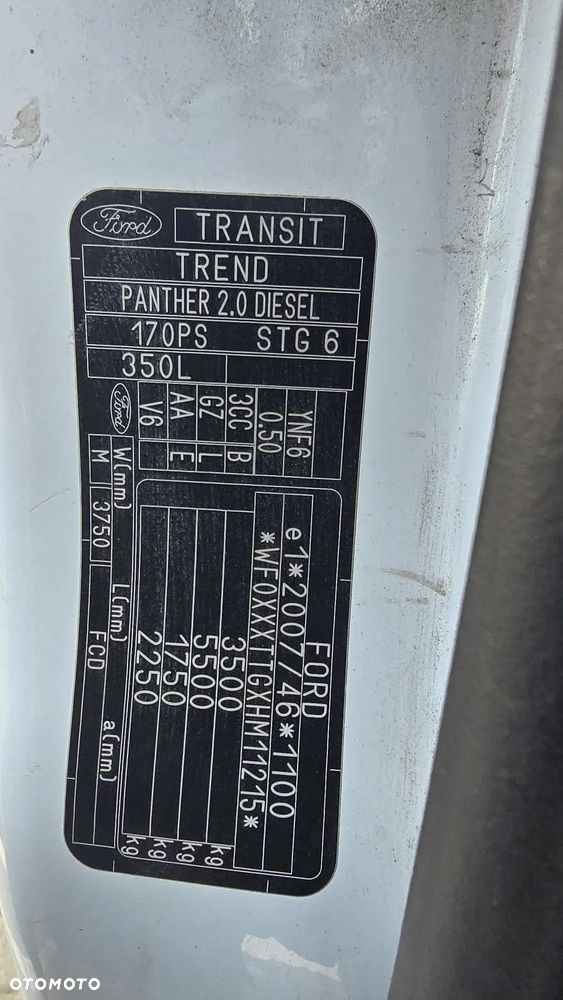 Ford TRANSIT
TREND
PANTHER 2.0 DIESEL
170PS STG 6
350L
YNF6
0.50
3CC B
GZ L
AA E
V6
Ford
FORD
e1*2007/46*1100
*WF0XXXTTGXHM11215*
3500 kg
5500 kg
1750 kg
2250 kg
W(mm) L(mm) a(mm)
M 3750 FCD
OTOMOTO